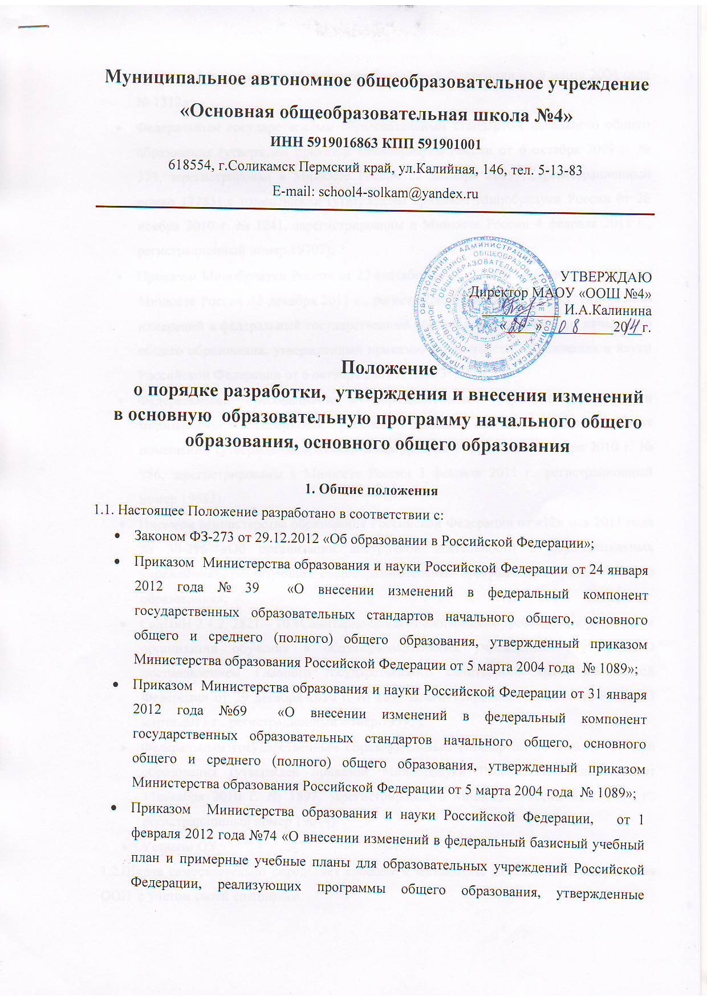 Муниципальное автономное общеобразовательное учреждение
«Основная общеобразовательная школа №4»
ИНН 5919016863 КПП 591901001
618554, г.Соликамск Пермский край, ул.Калийная, 146, тел. 5-13-83
E-mail: school4-solkam@yandex.ru
УТВЕРЖДАЮ
Директор МАОУ «ООШ №4»
И.А.Калинина
«20» 08 2014 г.
Положение
о порядке разработки, утверждения и внесения изменений
в основную образовательную программу начального общего
образования, основного общего образования
1. Общие положения
1.1. Настоящее Положение разработано в соответствии с:
• Законом ФЗ-273 от 29.12.2012 «Об образовании в Российской Федерации»;
• Приказом Министерства образования и науки Российской Федерации от 24 января
2012 года № 39 «О внесении изменений в федеральный компонент
государственных образовательных стандартов начального общего, основного
общего и среднего (полного) общего образования, утвержденный приказом
Министерства образования Российской Федерации от 5 марта 2004 года № 1089»;
• Приказом Министерства образования и науки Российской Федерации от 31 января
2012 года №69 «О внесении изменений в федеральный компонент
государственных образовательных стандартов начального общего, основного
общего и среднего (полного) общего образования, утвержденный приказом
Министерства образования Российской Федерации от 5 марта 2004 года № 1089»;
• Приказом Министерства образования и науки Российской Федерации, от 1
февраля 2012 года №74 «О внесении изменений в федеральный базисный учебный
план и примерные учебные планы для образовательных учреждений Российской
Федерации, реализующих программы общего образования, утвержденные